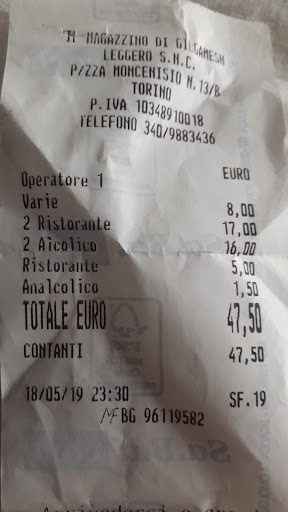 IL MAGAZZINO DI GILGAMESH
LEGGERO S.N.C.
P/ZZA MONCENISIO N.13/B
TORINO
P.IVA 10348910018
TELEFONO 340/9883436
EURO
Operatore 1
Varie 8,00
2 Ristorante 17,00
2 Alcolico 16,00
Ristorante 5,00
Analcolico 1,50
TOTALE EURO 47,50
CONTANTI 47,50
18/05/19 23:30 SF.19
MF BG 96119582